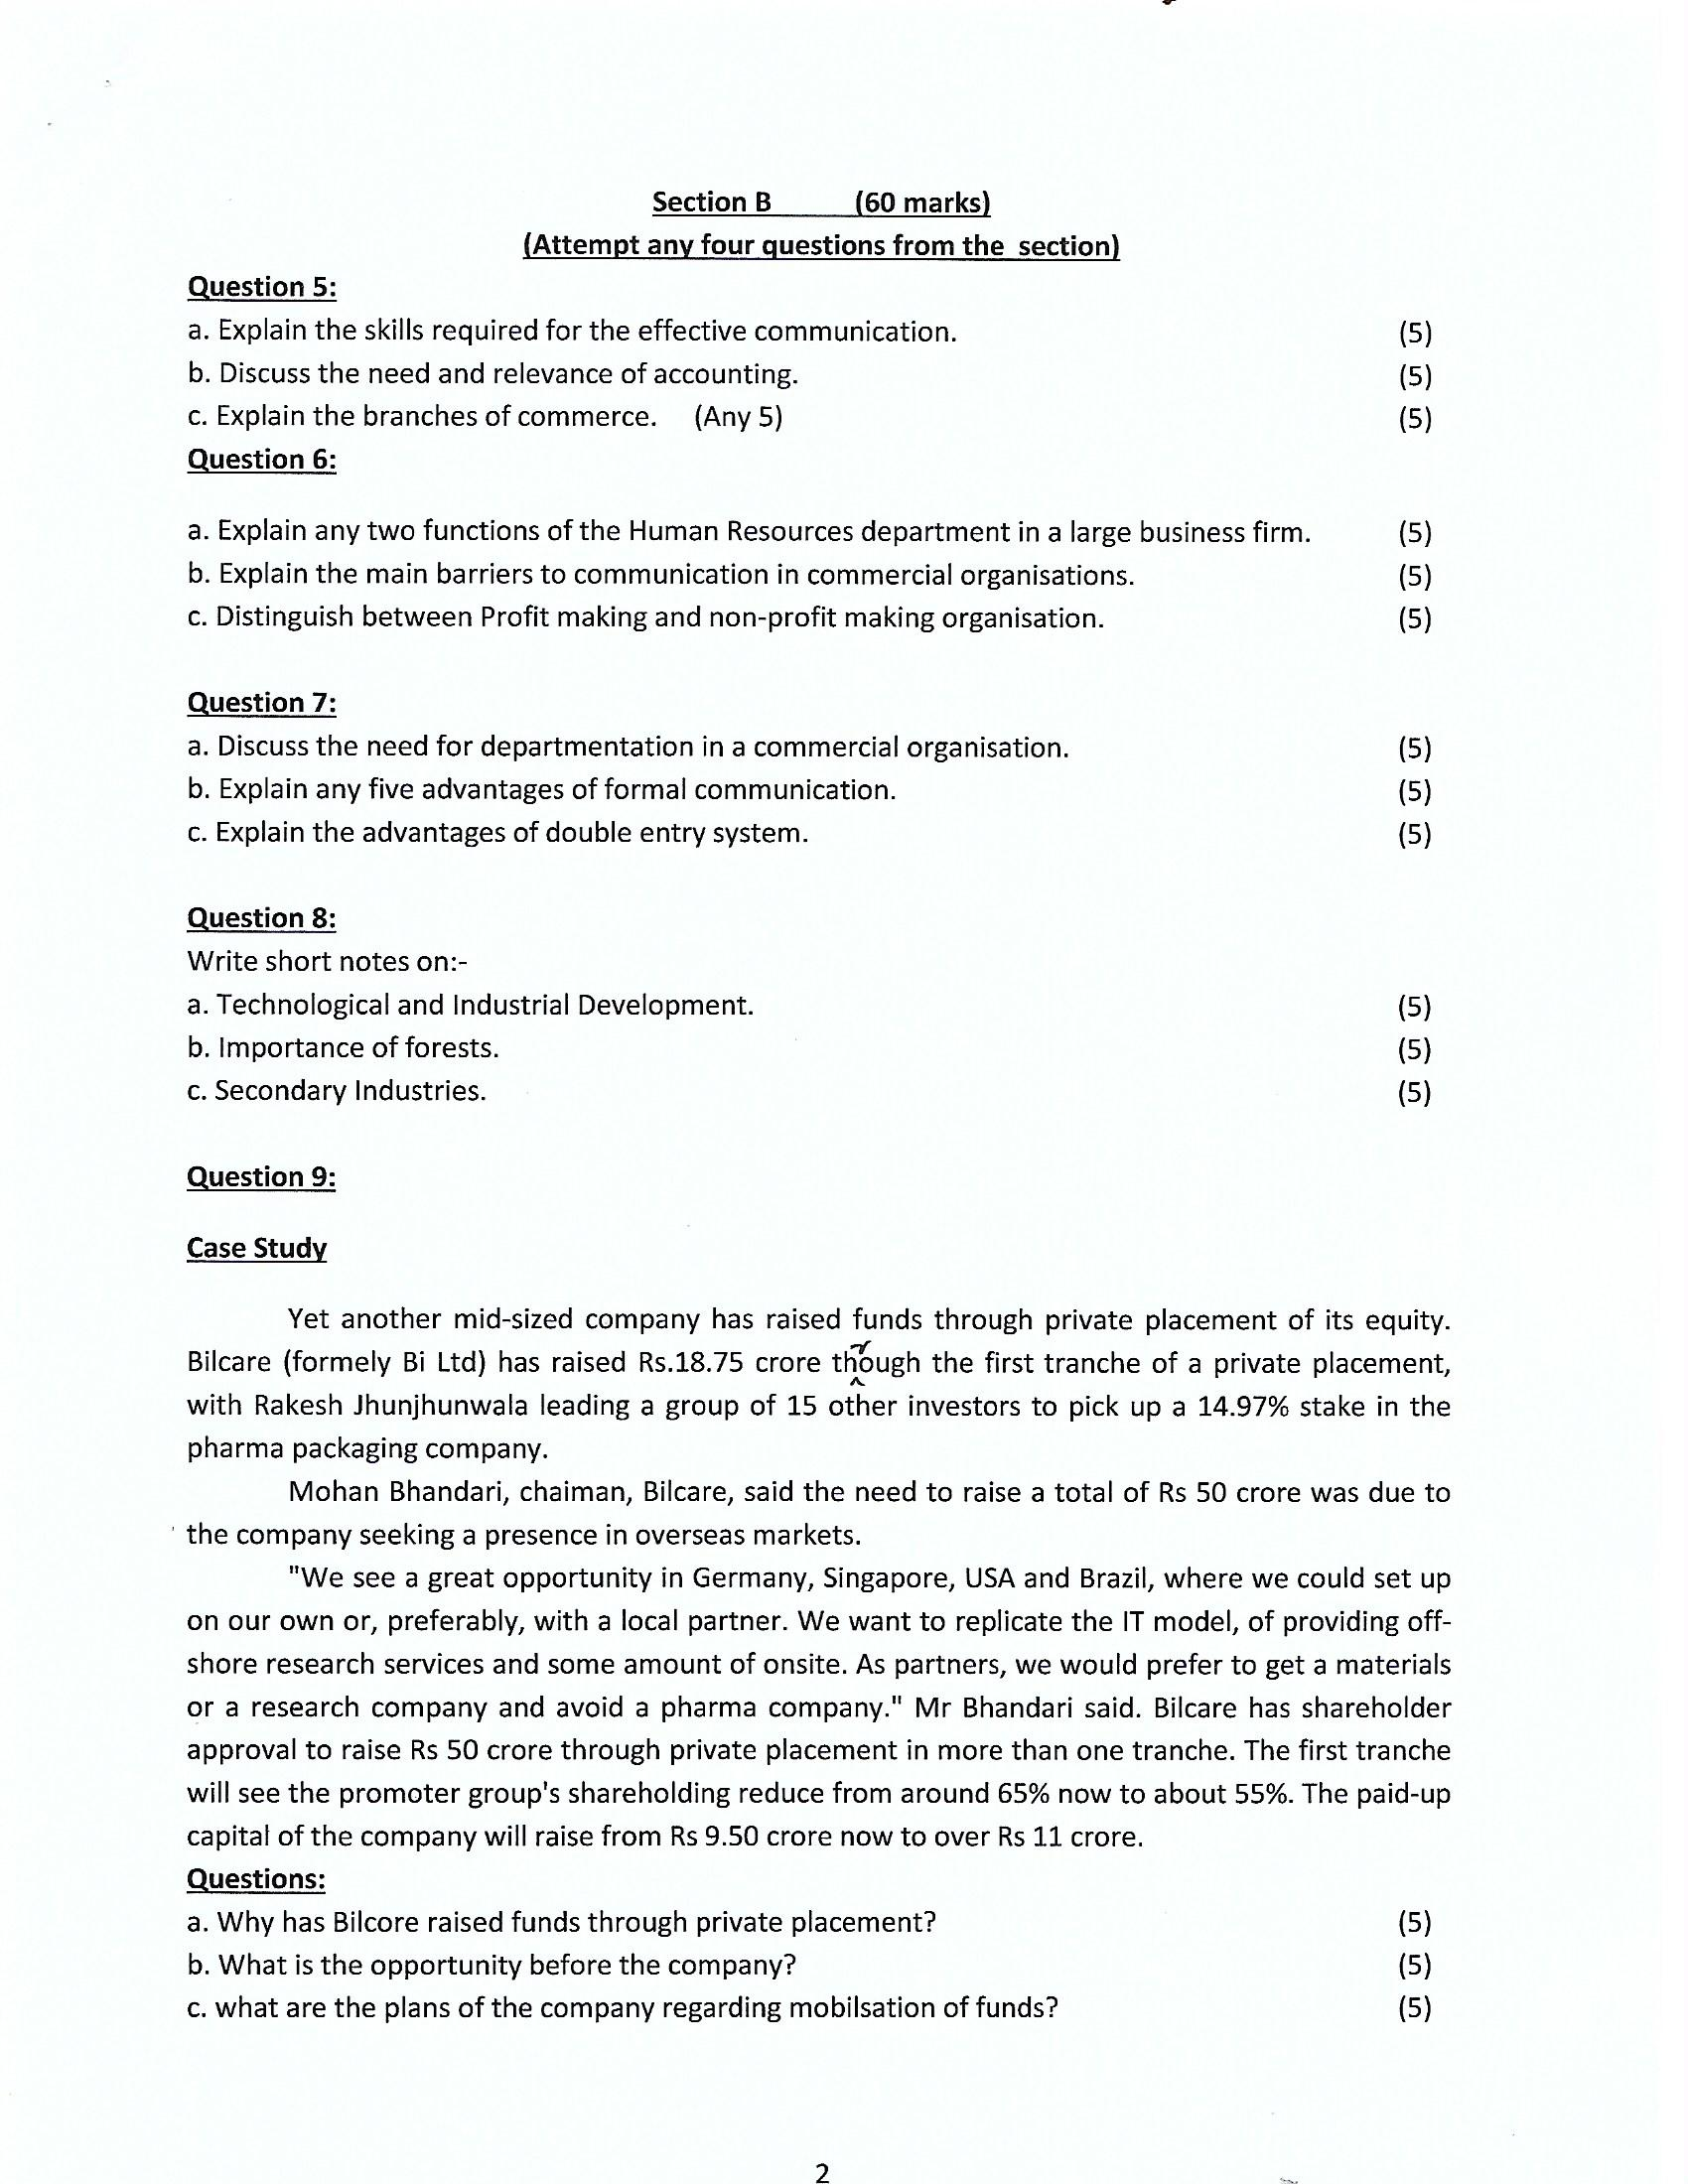 Section B (60 marks)
(Attempt any four questions from the section)
Question 5:
a. Explain the skills required for the effective communication. (5)
b. Discuss the need and relevance of accounting. (5)
c. Explain the branches of commerce. (Any 5) (5)
Question 6:
a. Explain any two functions of the Human Resources department in a large business firm. (5)
b. Explain the main barriers to communication in commercial organisations. (5)
c. Distinguish between Profit making and non-profit making organisation. (5)
Question 7:
a. Discuss the need for departmentation in a commercial organisation. (5)
b. Explain any five advantages of formal communication. (5)
c. Explain the advantages of double entry system. (5)
Question 8:
Write short notes on:-
a. Technological and Industrial Development. (5)
b. Importance of forests. (5)
c. Secondary Industries. (5)
Question 9:
Case Study
Yet another mid-sized company has raised funds through private placement of its equity.
Bilcare (formely Bi Ltd) has raised Rs.18.75 crore through the first tranche of a private placement,
with Rakesh Jhunjhunwala leading a group of 15 other investors to pick up a 14.97% stake in the
pharma packaging company.
Mohan Bhandari, chaiman, Bilcare, said the need to raise a total of Rs 50 crore was due to
the company seeking a presence in overseas markets.
"We see a great opportunity in Germany, Singapore, USA and Brazil, where we could set up
on our own or, preferably, with a local partner. We want to replicate the IT model, of providing off-
shore research services and some amount of onsite. As partners, we would prefer to get a materials
or a research company and avoid a pharma company." Mr Bhandari said. Bilcare has shareholder
approval to raise Rs 50 crore through private placement in more than one tranche. The first tranche
will see the promoter group's shareholding reduce from around 65% now to about 55%. The paid-up
capital of the company will raise from Rs 9.50 crore now to over Rs 11 crore.
Questions:
a. Why has Bilcore raised funds through private placement? (5)
b. What is the opportunity before the company? (5)
c. what are the plans of the company regarding mobilsation of funds? (5)
2